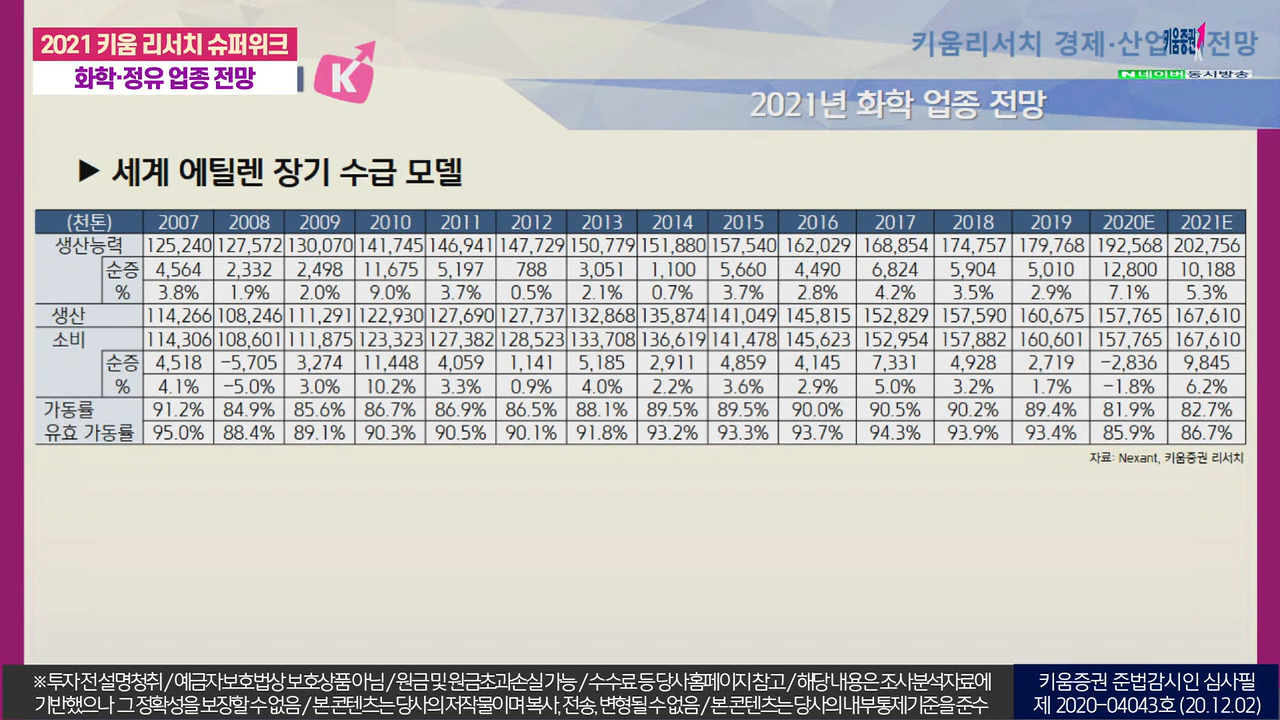 2021 키움 리서치 슈퍼위크
화학·정유 업종 전망
K
키움리서치 경제·산업 키움증권 전망
N 네이버 동시방송
2021년 화학 업종 전망
▶ 세계 에틸렌 장기 수급 모델
(천톤) 2007 2008 2009 2010 2011 2012 2013 2014 2015 2016 2017 2018 2019 2020E 2021E
생산능력 125,240 127,572 130,070 141,745 146,941 147,729 150,779 151,880 157,540 162,029 168,854 174,757 179,768 192,568 202,756
순증 4,564 2,332 2,498 11,675 5,197 788 3,051 1,100 5,660 4,490 6,824 5,904 5,010 12,800 10,188
% 3.8% 1.9% 2.0% 9.0% 3.7% 0.5% 2.1% 0.7% 3.7% 2.8% 4.2% 3.5% 2.9% 7.1% 5.3%
생산 114,266 108,246 111,291 122,930 127,690 127,737 132,868 135,874 141,049 145,815 152,829 157,590 160,675 157,765 167,610
소비 114,306 108,601 111,875 123,323 127,382 128,523 133,708 136,619 141,478 145,623 152,954 157,882 160,601 157,765 167,610
순증 4,518 -5,705 3,274 11,448 4,059 1,141 5,185 2,911 4,859 4,145 7,331 4,928 2,719 -2,836 9,845
% 4.1% -5.0% 3.0% 10.2% 3.3% 0.9% 4.0% 2.2% 3.6% 2.9% 5.0% 3.2% 1.7% -1.8% 6.2%
가동률 91.2% 84.9% 85.6% 86.7% 86.9% 86.5% 88.1% 89.5% 89.5% 90.0% 90.5% 90.2% 89.4% 81.9% 82.7%
유효 가동률 95.0% 88.4% 89.1% 90.3% 90.5% 90.1% 91.8% 93.2% 93.3% 93.7% 94.3% 93.9% 93.4% 85.9% 86.7%
자료: Nexant, 키움증권 리서치
※ 투자 전 설명청취 / 예금자보호법상 보호상품 아님 / 원금 및 원금초과손실 가능 / 수수료 등 당사홈페이지 참고 / 해당 내용은 조사분석자료에
기반했으나 그 정확성을 보장할 수 없음 / 본 콘텐츠는 당사의 저작물이며 복사, 전송, 변형될 수 없음 / 본 콘텐츠는 당사의 내부통제기준을 준수
키움증권 준법감시인 심사필
제 2020-04043호 (20.12.02)